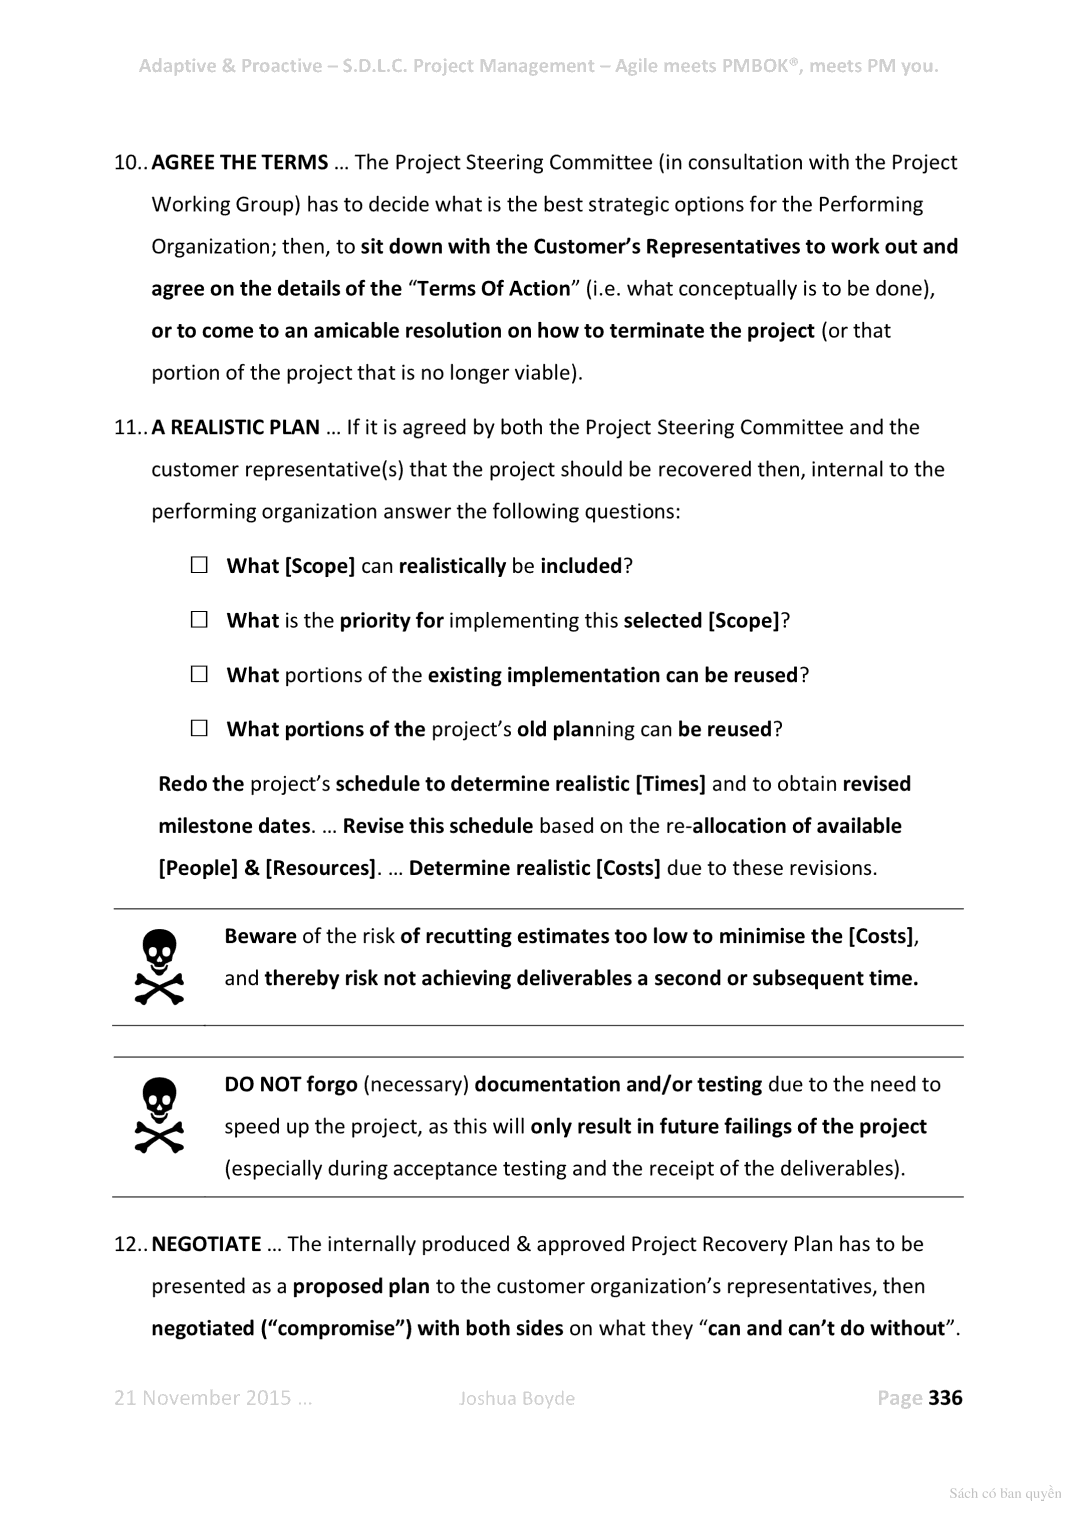 Adaptive & Proactive – S.D.L.C. Project Management – Agile meets PMBOK®, meets PM you.
10.. AGREE THE TERMS … The Project Steering Committee (in consultation with the Project
Working Group) has to decide what is the best strategic options for the Performing
Organization; then, to sit down with the Customer’s Representatives to work out and
agree on the details of the “Terms Of Action” (i.e. what conceptually is to be done),
or to come to an amicable resolution on how to terminate the project (or that
portion of the project that is no longer viable).
11.. A REALISTIC PLAN … If it is agreed by both the Project Steering Committee and the
customer representative(s) that the project should be recovered then, internal to the
performing organization answer the following questions:
☐ What [Scope] can realistically be included?
☐ What is the priority for implementing this selected [Scope]?
☐ What portions of the existing implementation can be reused?
☐ What portions of the project’s old planning can be reused?
Redo the project’s schedule to determine realistic [Times] and to obtain revised
milestone dates. … Revise this schedule based on the re-allocation of available
[People] & [Resources]. … Determine realistic [Costs] due to these revisions.
Beware of the risk of recutting estimates too low to minimise the [Costs],
and thereby risk not achieving deliverables a second or subsequent time.
DO NOT forgo (necessary) documentation and/or testing due to the need to
speed up the project, as this will only result in future failings of the project
(especially during acceptance testing and the receipt of the deliverables).
12.. NEGOTIATE … The internally produced & approved Project Recovery Plan has to be
presented as a proposed plan to the customer organization’s representatives, then
negotiated (“compromise”) with both sides on what they “can and can’t do without”.
21 November 2015 … Joshua Boyde Page 336
Sách có bản quyền